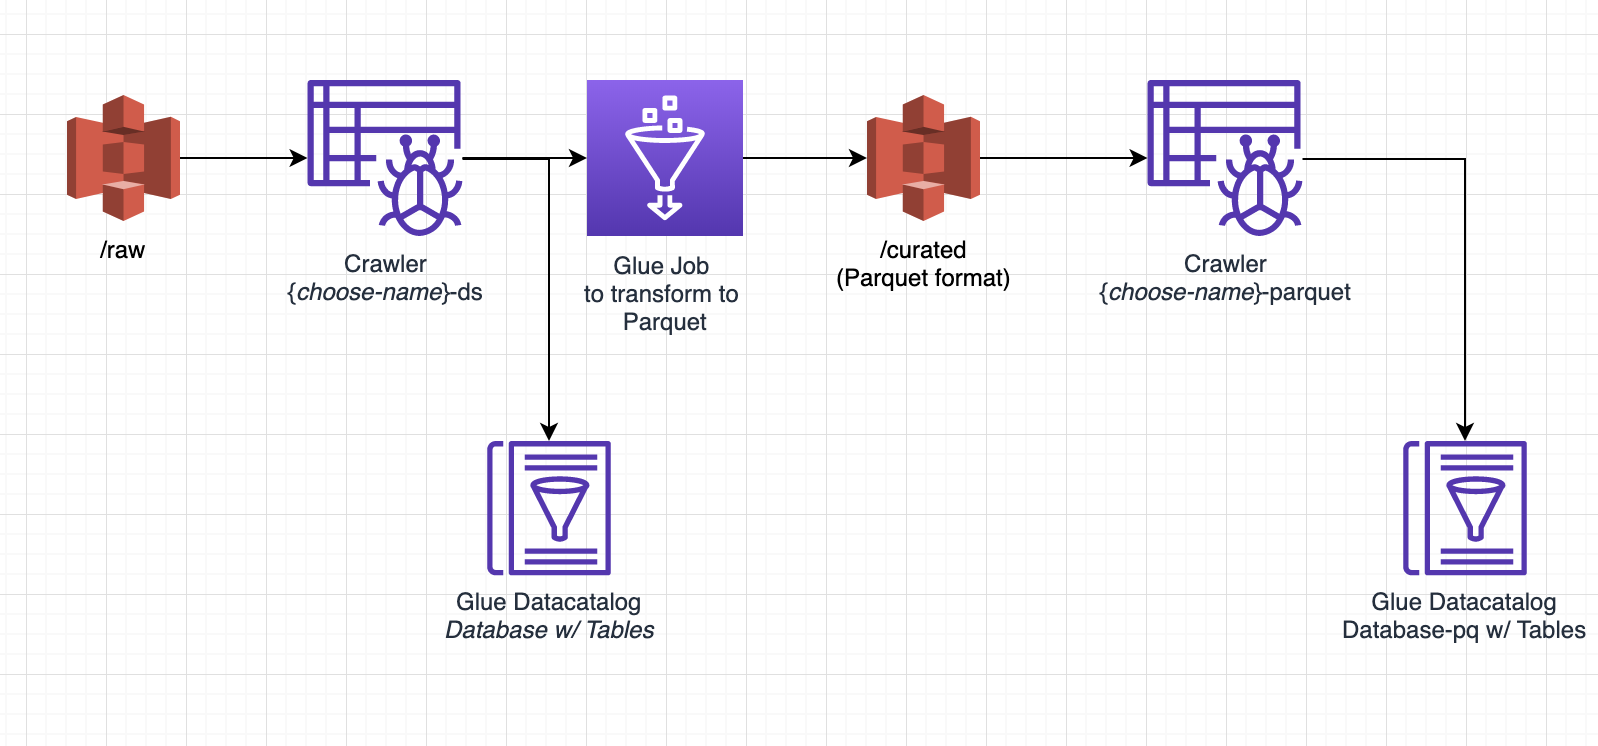 /raw
Crawler
{choose-name}-ds
Glue Job
to transform to
Parquet
/curated
(Parquet format)
Crawler
{choose-name}-parquet
Glue Datacatalog
Database w/ Tables
Glue Datacatalog
Database-pq w/ Tables